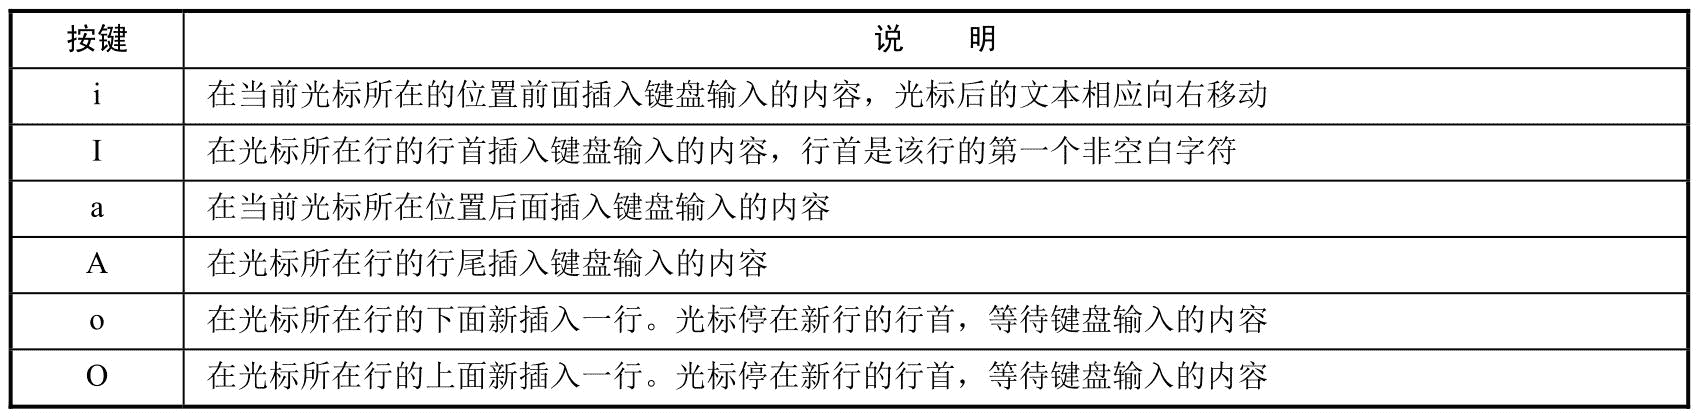 按键 说 明
i 在当前光标所在的位置前面插入键盘输入的内容，光标后的文本相应向右移动
I 在光标所在行的行首插入键盘输入的内容，行首是该行的第一个非空白字符
a 在当前光标所在位置后面插入键盘输入的内容
A 在光标所在行的行尾插入键盘输入的内容
o 在光标所在行的下面新插入一行。光标停在新行的行首，等待键盘输入的内容
O 在光标所在行的上面新插入一行。光标停在新行的行首，等待键盘输入的内容